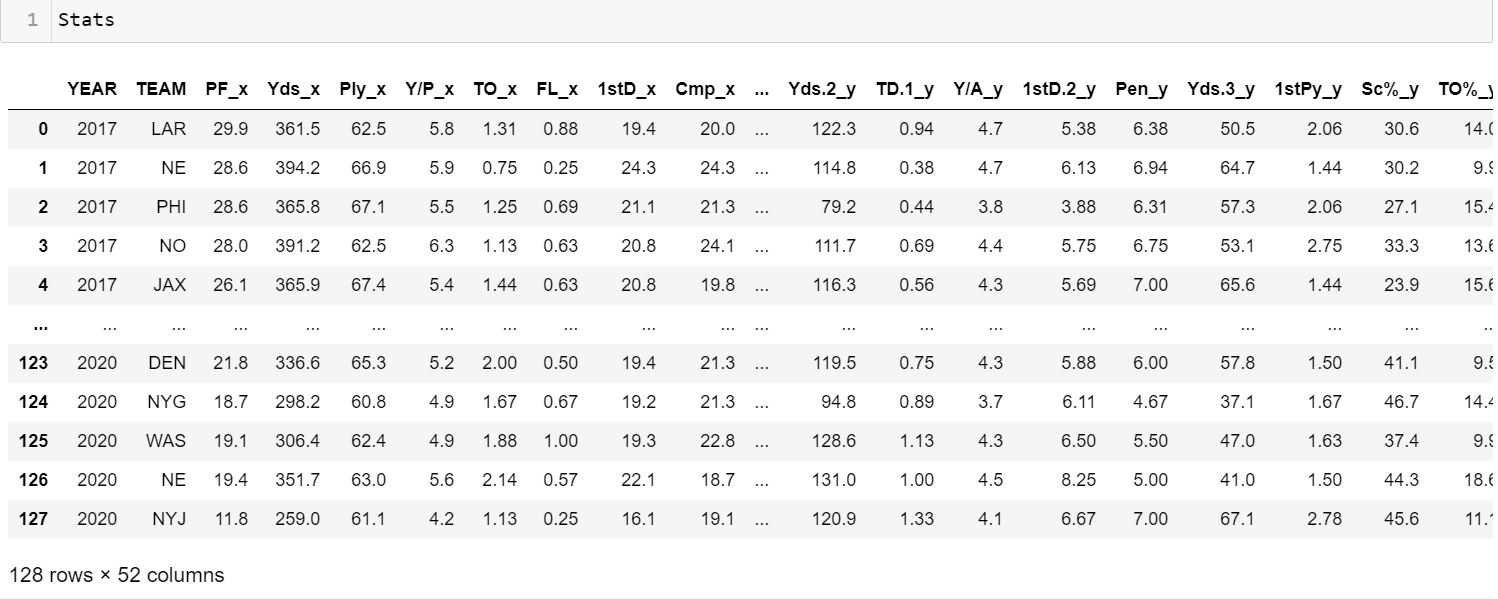 1 Stats
YEAR TEAM PF_x Yds_x Ply_x Y/P_x TO_x FL_x 1stD_x Cmp_x ... Yds.2_y TD.1_y Y/A_y 1stD.2_y Pen_y Yds.3_y 1stPy_y Sc%_y TO%_y
0 2017 LAR 29.9 361.5 62.5 5.8 1.31 0.88 19.4 20.0 ... 122.3 0.94 4.7 5.38 6.38 50.5 2.06 30.6 14.0
1 2017 NE 28.6 394.2 66.9 5.9 0.75 0.25 24.3 24.3 ... 114.8 0.38 4.7 6.13 6.94 64.7 1.44 30.2 9.9
2 2017 PHI 28.6 365.8 67.1 5.5 1.25 0.69 21.1 21.3 ... 79.2 0.44 3.8 3.88 6.31 57.3 2.06 27.1 15.4
3 2017 NO 28.0 391.2 62.5 6.3 1.13 0.63 20.8 24.1 ... 111.7 0.69 4.4 5.75 6.75 53.1 2.75 33.3 13.6
4 2017 JAX 26.1 365.9 67.4 5.4 1.44 0.63 20.8 19.8 ... 116.3 0.56 4.3 5.69 7.00 65.6 1.44 23.9 15.6
... ... ... ... ... ... ... ... ... ... ... ... ... ... ... ... ... ... ... ... ..
123 2020 DEN 21.8 336.6 65.3 5.2 2.00 0.50 19.4 21.3 ... 119.5 0.75 4.3 5.88 6.00 57.8 1.50 41.1 9.5
124 2020 NYG 18.7 298.2 60.8 4.9 1.67 0.67 19.2 21.3 ... 94.8 0.89 3.7 6.11 4.67 37.1 1.67 46.7 14.4
125 2020 WAS 19.1 306.4 62.4 4.9 1.88 1.00 19.3 22.8 ... 128.6 1.13 4.3 6.50 5.50 47.0 1.63 37.4 9.9
126 2020 NE 19.4 351.7 63.0 5.6 2.14 0.57 22.1 18.7 ... 131.0 1.00 4.5 8.25 5.00 41.0 1.50 44.3 18.6
127 2020 NYJ 11.8 259.0 61.1 4.2 1.13 0.25 16.1 19.1 ... 120.9 1.33 4.1 6.67 7.00 67.1 2.78 45.6 11.1
128 rows × 52 columns